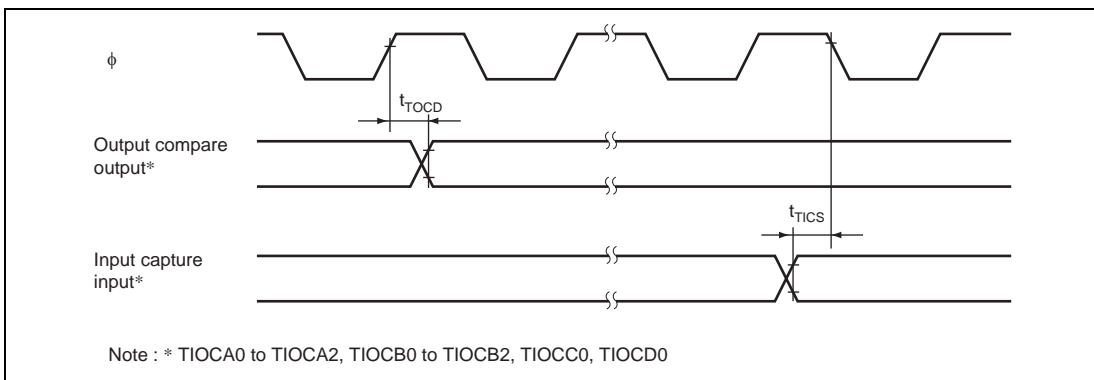 ϕ
tTOCD
Output compare
output*
tTICS
Input capture
input*
Note : * TIOCA0 to TIOCA2, TIOCB0 to TIOCB2, TIOCC0, TIOCD0